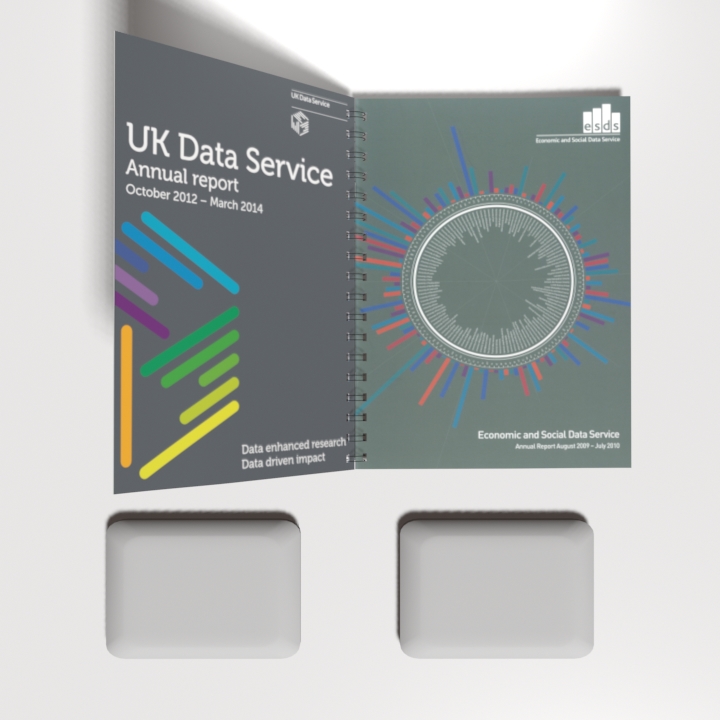 UK Data Service
UK Data Service
Annual report
October 2012 – March 2014
Data enhanced research
Data driven impact
esds
Economic and Social Data Service
Economic and Social Data Service
Annual Report August 2009 – July 2010